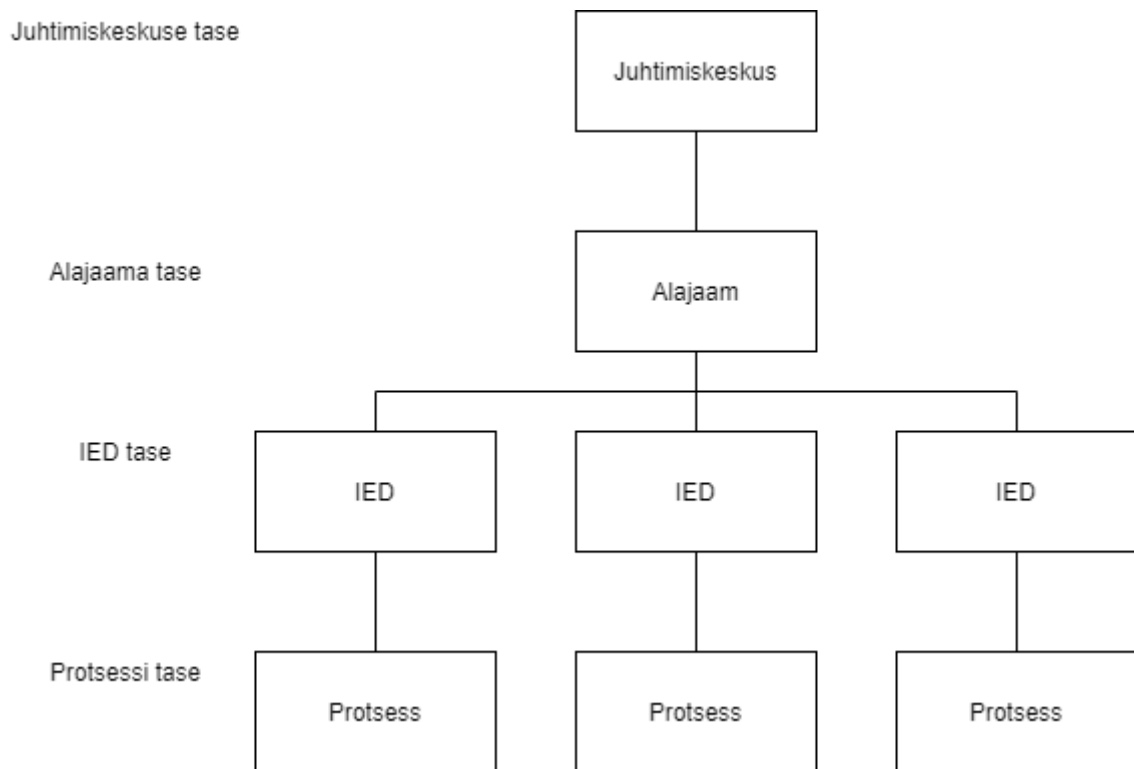 Juhtimiskeskuse tase
Juhtimiskeskus
Alajaama tase
Alajaam
IED tase
IED
IED
IED
Protsessi tase
Protsess
Protsess
Protsess